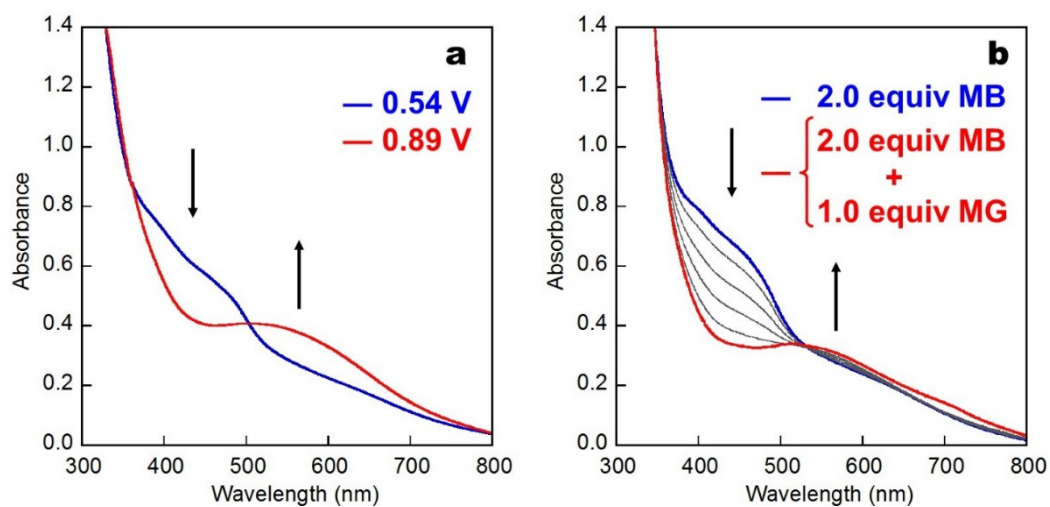 a
— 0.54 V
— 0.89 V
Absorbance
1.4
1.2
1.0
0.8
0.6
0.4
0.2
0.0
300 400 500 600 700 800
Wavelength (nm)
b
— 2.0 equiv MB
— { 2.0 equiv MB
+
1.0 equiv MG
Absorbance
1.4
1.2
1.0
0.8
0.6
0.4
0.2
0.0
300 400 500 600 700 800
Wavelength (nm)